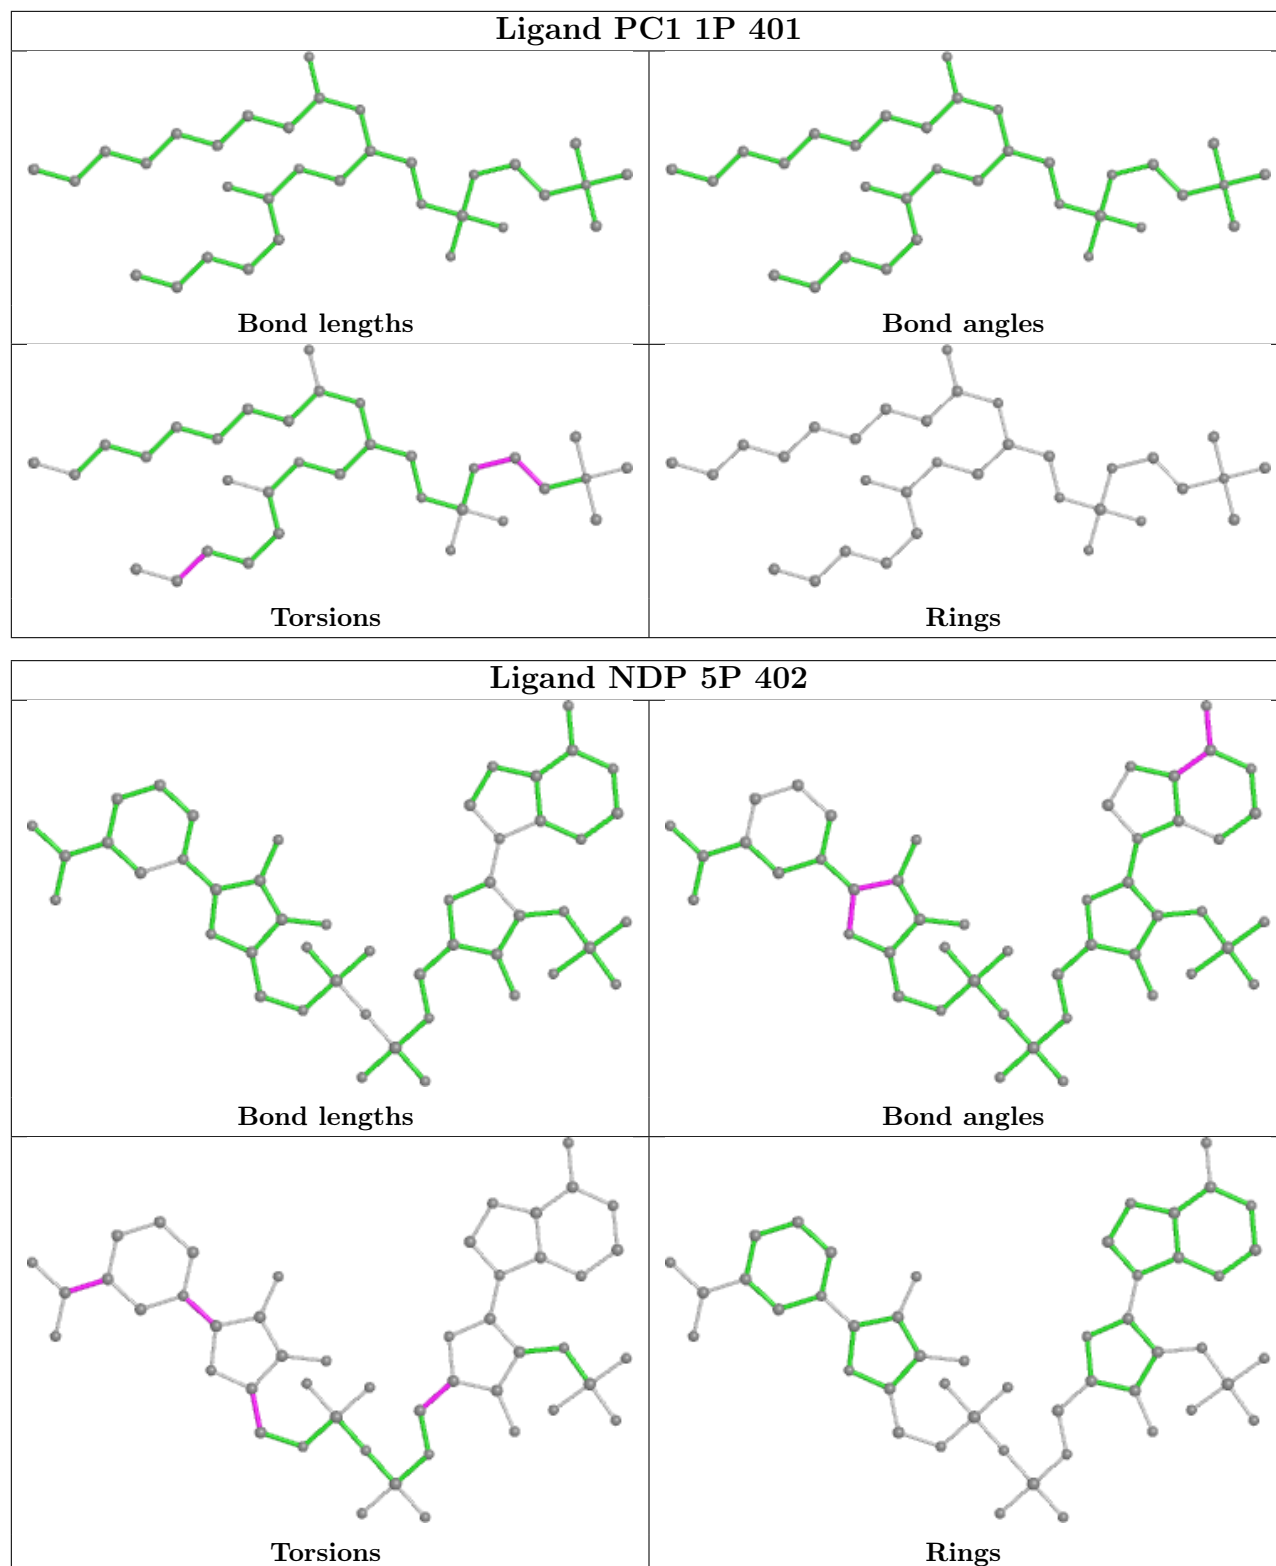 Ligand PC1 1P 401
Bond lengths
Bond angles
Torsions
Rings
Ligand NDP 5P 402
Bond lengths
Bond angles
Torsions
Rings